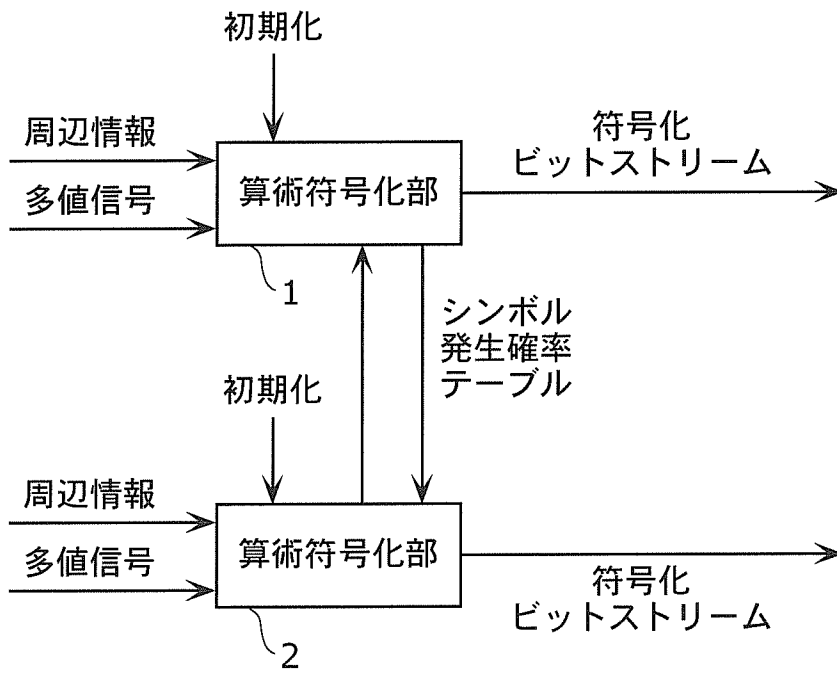 初期化
周辺情報
多値信号
算術符号化部
符号化
ビットストリーム
1
シンボル
発生確率
テーブル
初期化
周辺情報
多値信号
算術符号化部
符号化
ビットストリーム
2